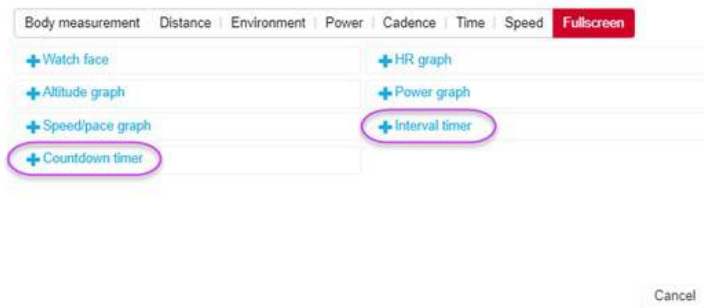 Body measurement Distance Environment Power Cadence Time Speed Fullscreen
Watch face HR graph
Altitude graph Power graph
Speed/pace graph Interval timer
Countdown timer
Cancel